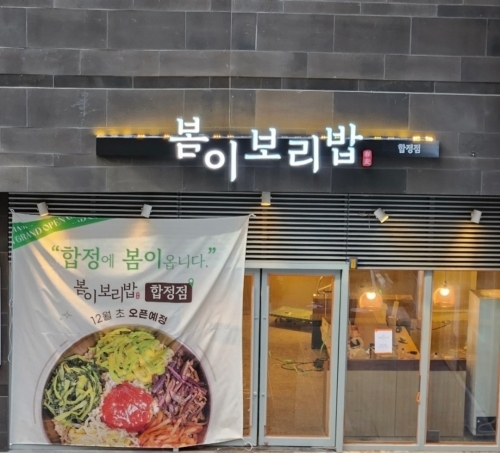 봄이보리밥
합정점
GRAND OPEN
"합정에 봄이옵니다."
봄이보리밥 합정점
12월 초 오픈예정